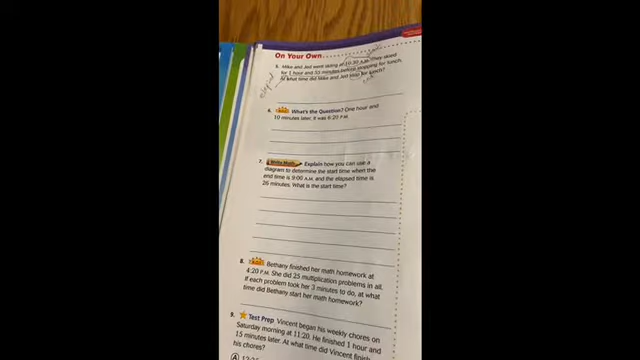 On Your Own
5. Mike and Jed went skiing at 10:30 A.M. They skied
for 1 hour and 55 minutes before stopping for lunch.
At what time did Mike and Jed stop for lunch?
elapsed
6. What's the Question? One hour and
10 minutes later, it was 6:20 P.M.
7. Write Math Explain how you can use a
diagram to determine the start time when the
end time is 9:00 A.M. and the elapsed time is
26 minutes. What is the start time?
8. Bethany finished her math homework at
4:20 P.M. She did 25 multiplication problems in all.
If each problem took her 3 minutes to do, at what
time did Bethany start her math homework?
9. Test Prep Vincent began his weekly chores on
Saturday morning at 11:20. He finished 1 hour and
15 minutes later. At what time did Vincent finish
his chores?
A